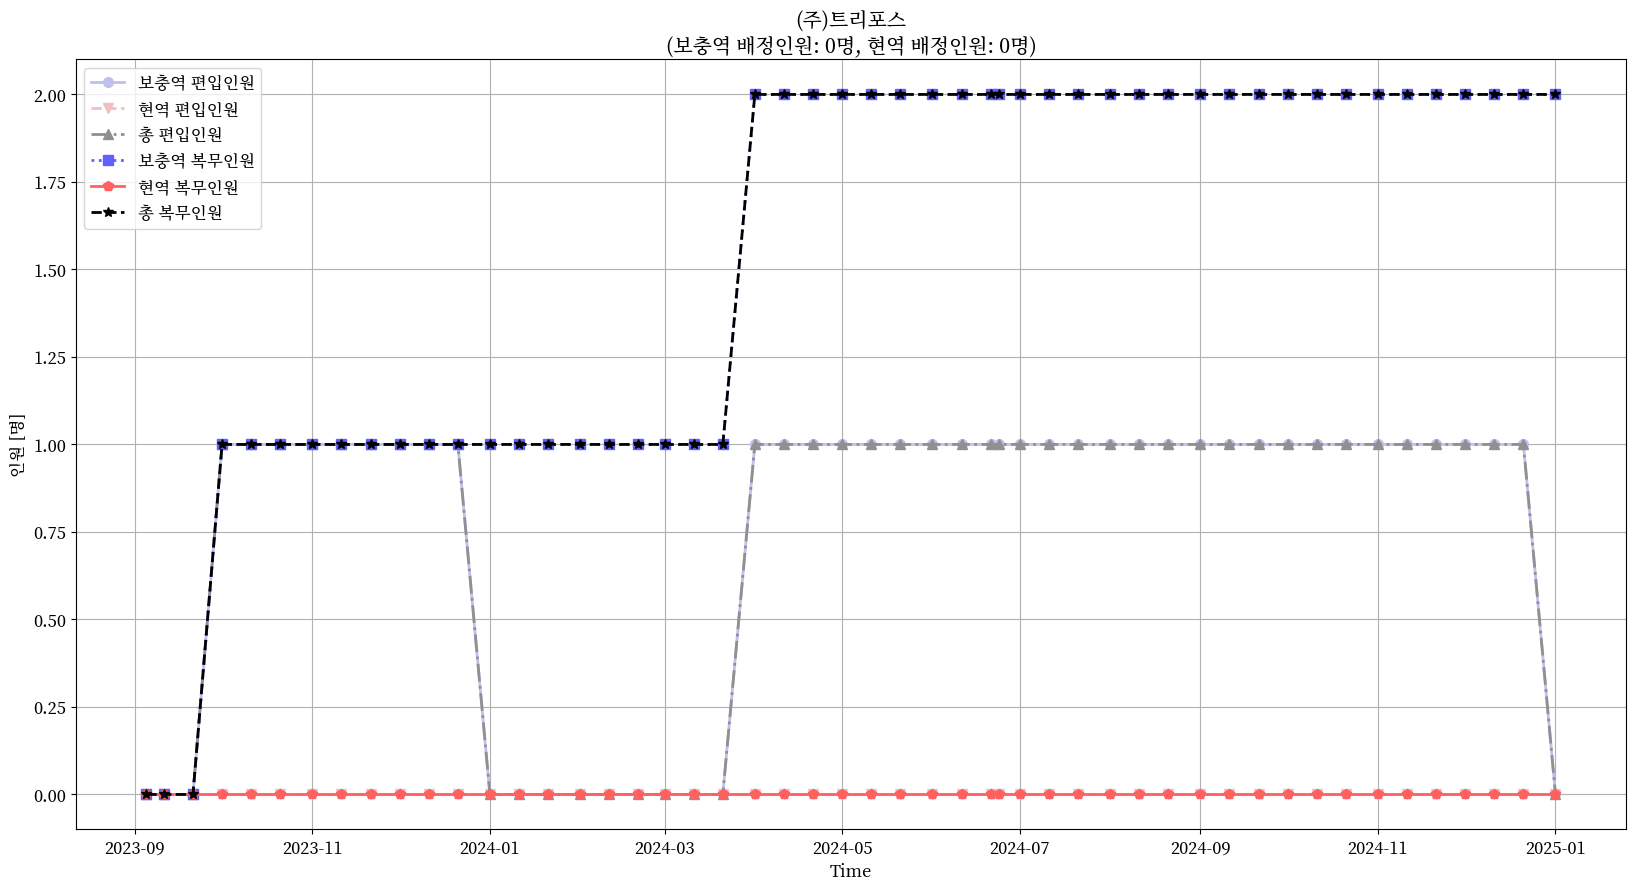 (주)트리포스
(보충역 배정인원: 0명, 현역 배정인원: 0명)
보충역 편입인원
현역 편입인원
총 편입인원
보충역 복무인원
현역 복무인원
총 복무인원
인원 [명]
2.00
1.75
1.50
1.25
1.00
0.75
0.50
0.25
0.00
2023-09 2023-11 2024-01 2024-03 2024-05 2024-07 2024-09 2024-11 2025-01
Time